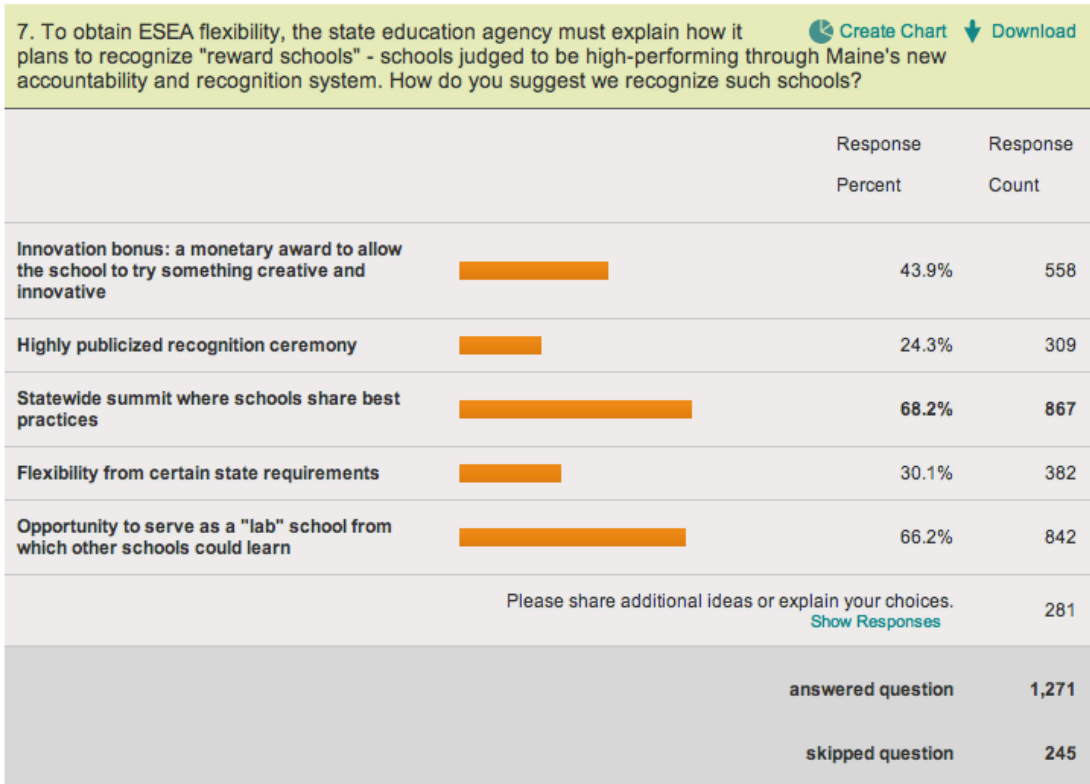 7. To obtain ESEA flexibility, the state education agency must explain how it
Create Chart
Download
plans to recognize "reward schools" - schools judged to be high-performing through Maine's new
accountability and recognition system. How do you suggest we recognize such schools?
Response Response
Percent Count
Innovation bonus: a monetary award to allow
the school to try something creative and
innovative
43.9% 558
Highly publicized recognition ceremony 24.3% 309
Statewide summit where schools share best
practices
68.2% 867
Flexibility from certain state requirements 30.1% 382
Opportunity to serve as a "lab" school from
which other schools could learn
66.2% 842
Please share additional ideas or explain your choices.
Show Responses
281
answered question 1,271
skipped question 245